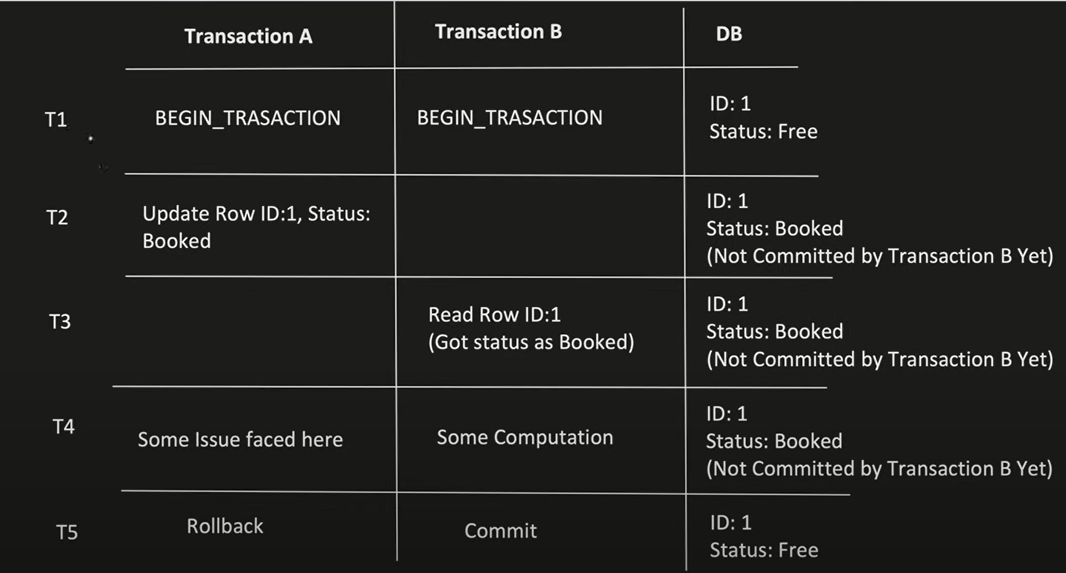 Transaction A
Transaction B
DB
T1
BEGIN_TRASACTION
BEGIN_TRASACTION
ID: 1
Status: Free
T2
Update Row ID:1, Status:
Booked
ID: 1
Status: Booked
(Not Committed by Transaction B Yet)
T3
Read Row ID:1
(Got status as Booked)
ID: 1
Status: Booked
(Not Committed by Transaction B Yet)
T4
Some Issue faced here
Some Computation
ID: 1
Status: Booked
(Not Committed by Transaction B Yet)
T5
Rollback
Commit
ID: 1
Status: Free